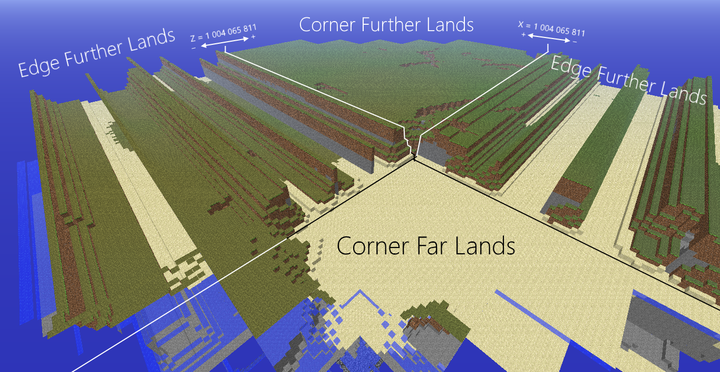 Corner Further Lands
Z = 1 004 065 811
- +
X = 1 004 065 811
+ -
Edge Further Lands
Edge Further Lands
Corner Far Lands